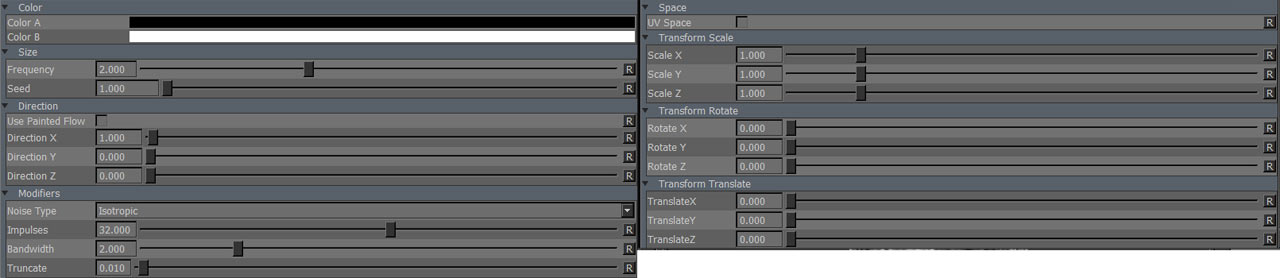 Color
Color A
Color B
Size
Frequency 2.000 R
Seed 1.000 R
Direction
Use Painted Flow R
Direction X 1.000 R
Direction Y 0.000 R
Direction Z 0.000 R
Modifiers
Noise Type Isotropic
Impulses 32.000 R
Bandwidth 2.000 R
Truncate 0.010 R
Space
UV Space R
Transform Scale
Scale X 1.000 R
Scale Y 1.000 R
Scale Z 1.000 R
Transform Rotate
Rotate X 0.000 R
Rotate Y 0.000 R
Rotate Z 0.000 R
Transform Translate
TranslateX 0.000 R
TranslateY 0.000 R
TranslateZ 0.000 R